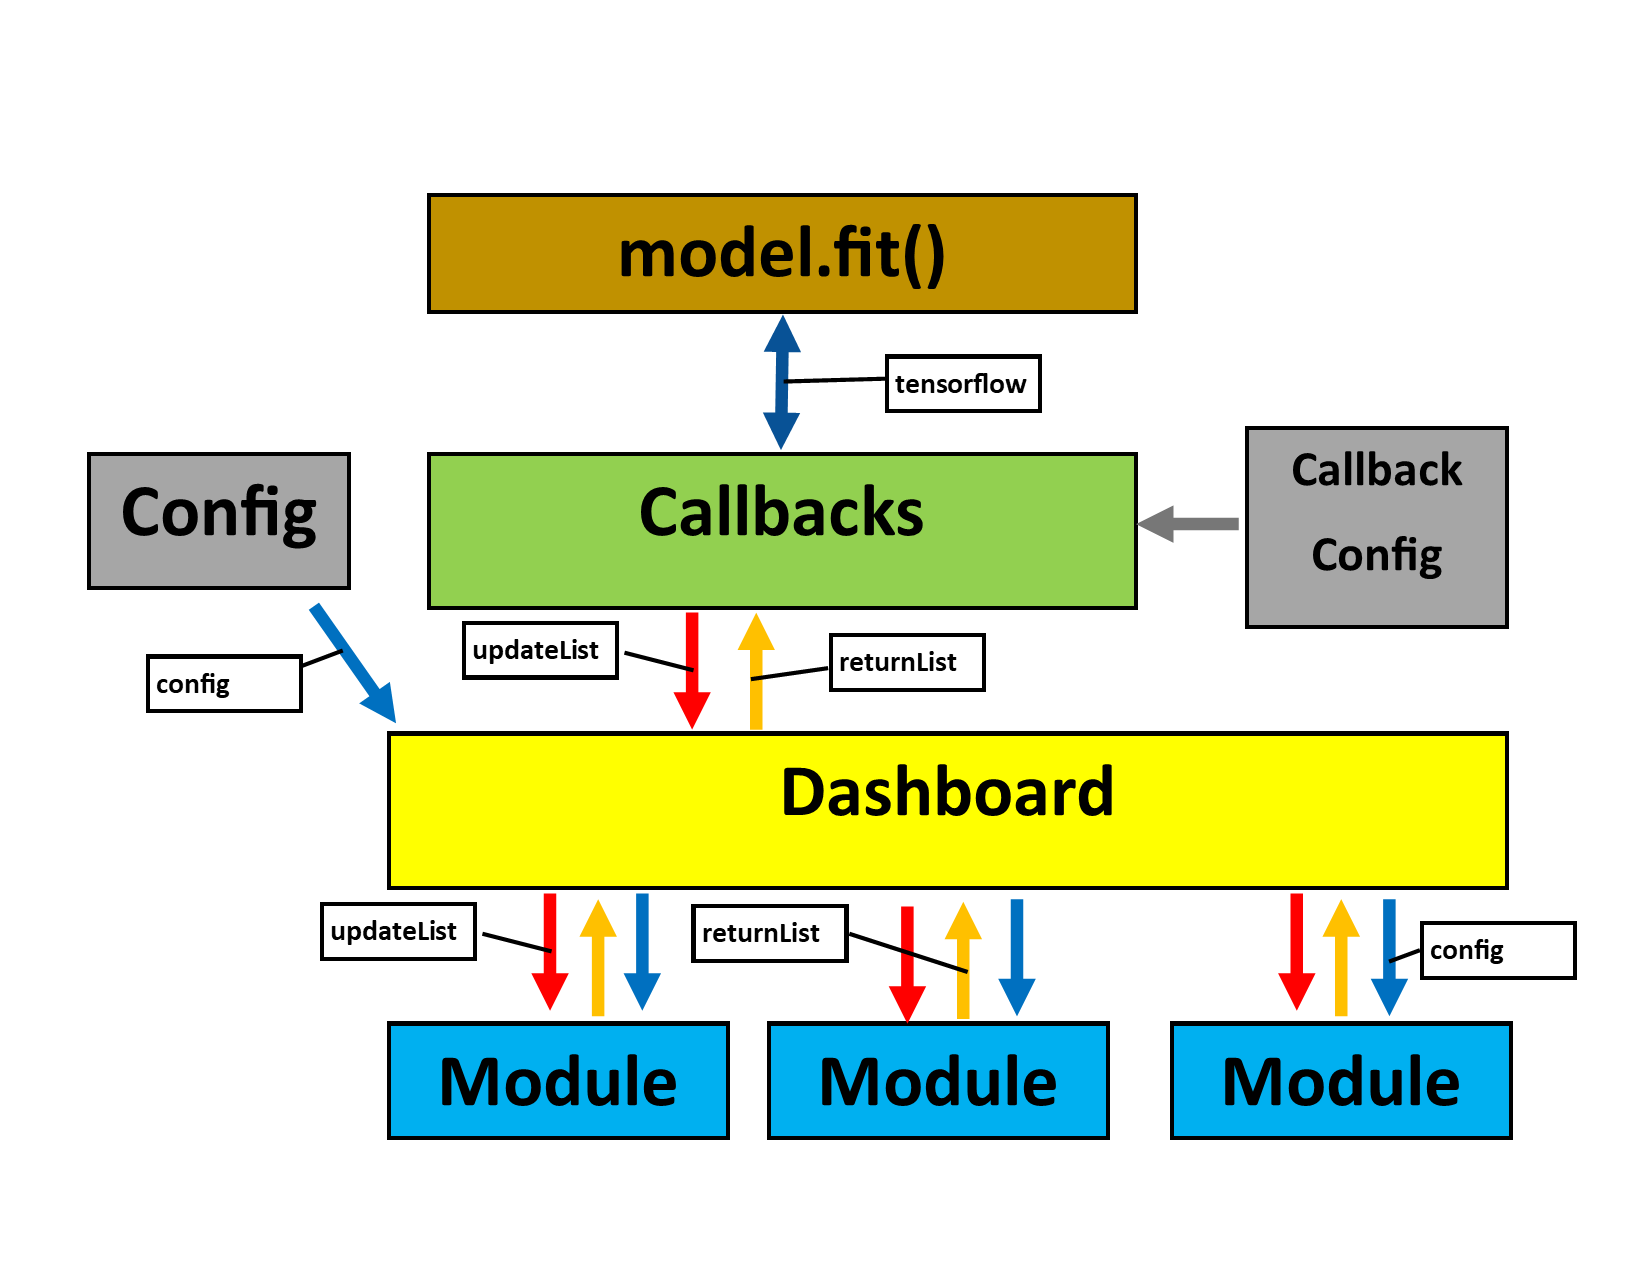 model.fit()
tensorflow
Config
Callbacks
Callback
Config
updateList
returnList
config
Dashboard
updateList
returnList
config
Module
Module
Module